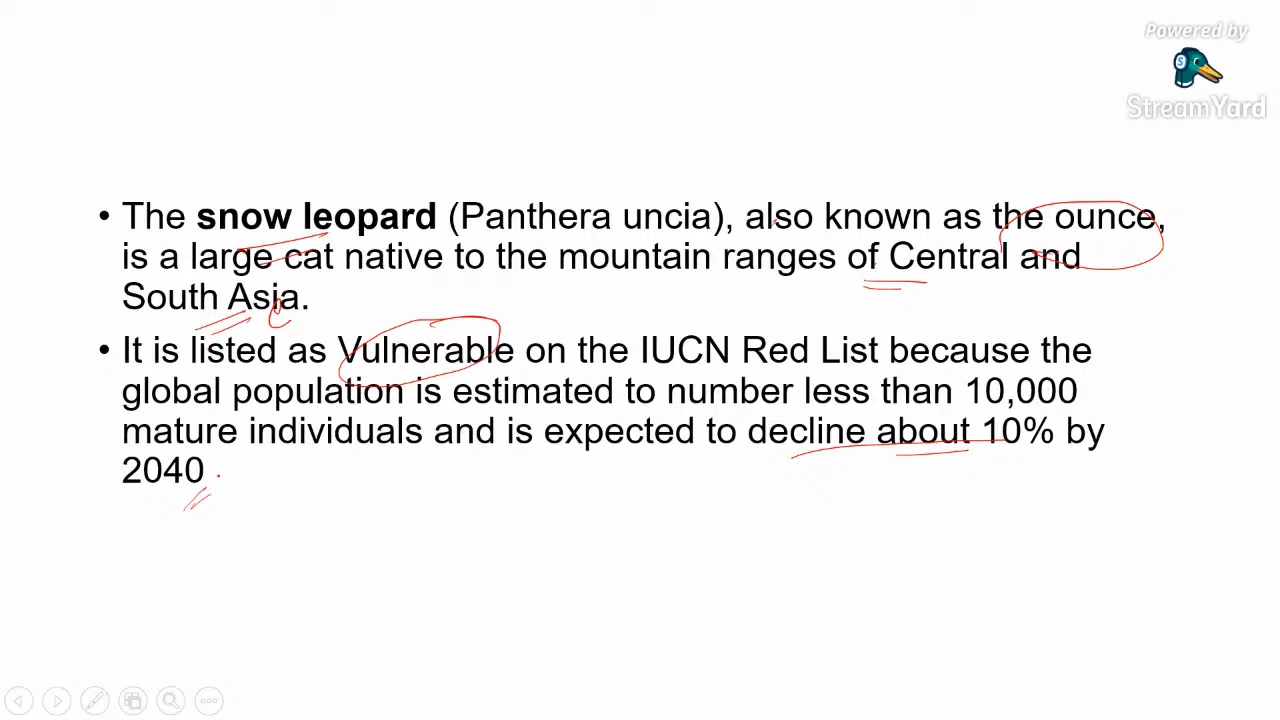 Powered by
StreamYard
• The snow leopard (Panthera uncia), also known as the ounce,
is a large cat native to the mountain ranges of Central and
South Asia.
• It is listed as Vulnerable on the IUCN Red List because the
global population is estimated to number less than 10,000
mature individuals and is expected to decline about 10% by
2040